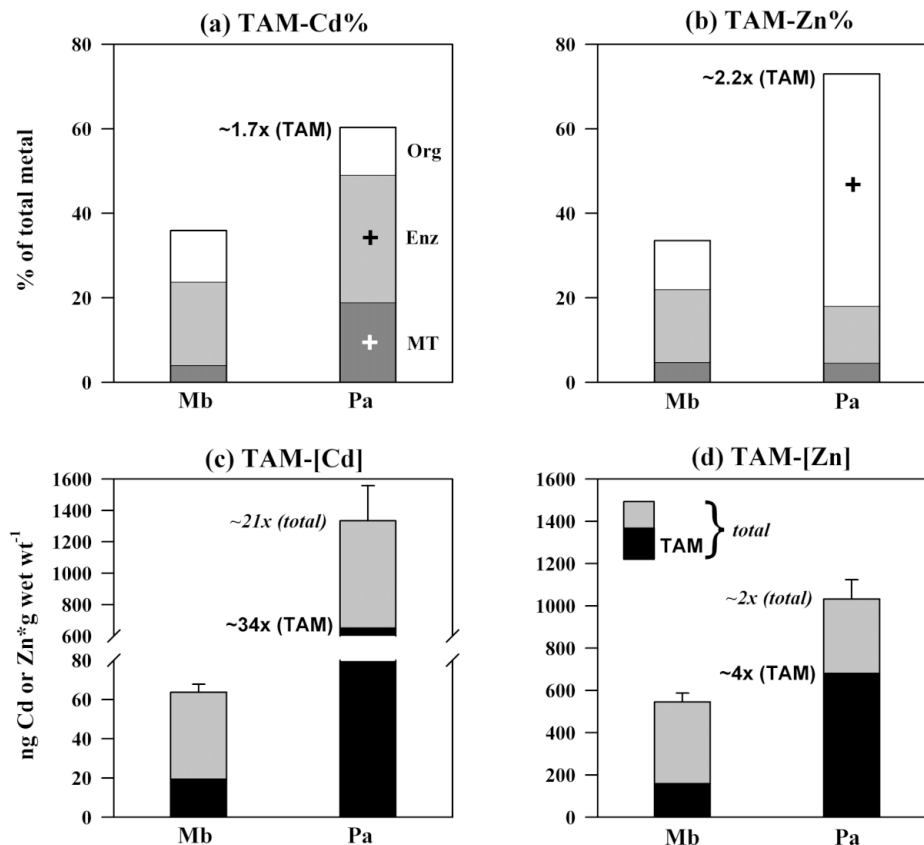 (a) TAM-Cd%
(b) TAM-Zn%
% of total metal
80
60
40
20
0
~1.7x (TAM)
Org
Enz
MT
+
+
Mb
Pa
80
60
40
20
0
~2.2x (TAM)
+
Mb
Pa
(c) TAM-[Cd]
(d) TAM-[Zn]
ng Cd or Zn*g wet wt-1
1600
1400
1200
1000
800
600
80
60
40
20
0
~21x (total)
~34x (TAM)
Mb
Pa
1600
1400
1200
1000
800
600
400
200
0
TAM
} total
~2x (total)
~4x (TAM)
Mb
Pa